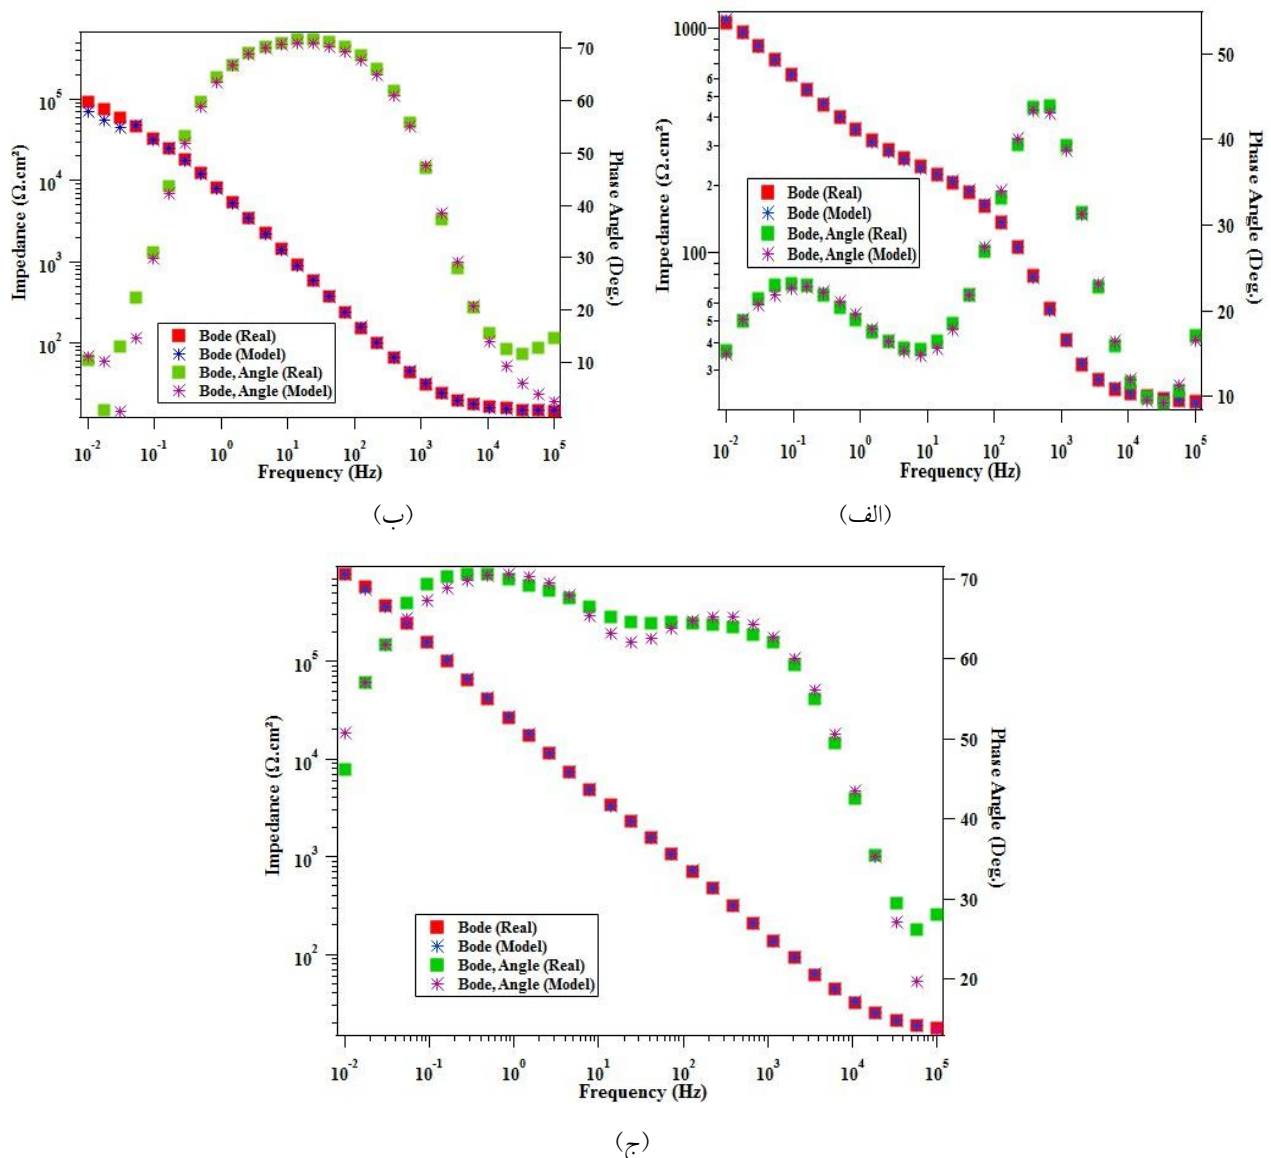 Impedance (Ω.cm²)
10⁵
10⁴
10³
10²
70
60
50
40
30
20
10
Phase Angle (Deg.)
Bode (Real)
Bode (Model)
Bode, Angle (Real)
Bode, Angle (Model)
10⁻² 10⁻¹ 10⁰ 10¹ 10² 10³ 10⁴ 10⁵
Frequency (Hz)
(ب)
Impedance (Ω.cm²)
1000
6
5
4
3
2
100
6
5
4
3
50
40
30
20
10
Phase Angle (Deg.)
Bode (Real)
Bode (Model)
Bode, Angle (Real)
Bode, Angle (Model)
10⁻² 10⁻¹ 10⁰ 10¹ 10² 10³ 10⁴ 10⁵
Frequency (Hz)
(الف)
Impedance (Ω.cm²)
10⁵
10⁴
10³
10²
70
60
50
40
30
20
Phase Angle (Deg.)
Bode (Real)
Bode (Model)
Bode, Angle (Real)
Bode, Angle (Model)
10⁻² 10⁻¹ 10⁰ 10¹ 10² 10³ 10⁴ 10⁵
Frequency (Hz)
(ج)